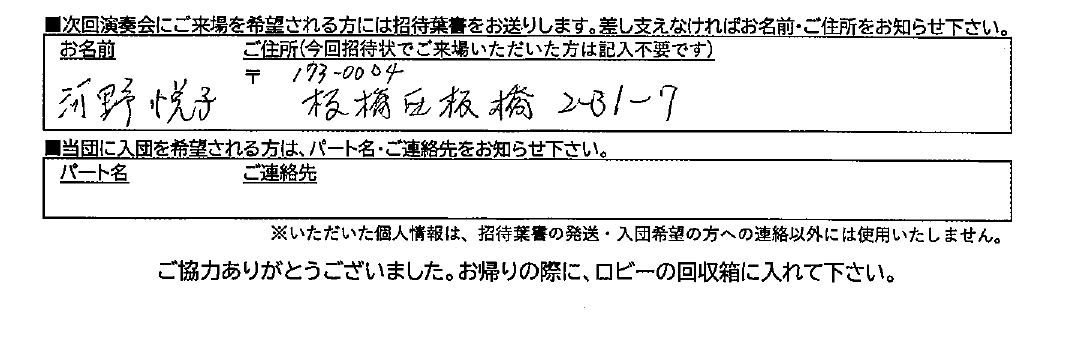 ■次回演奏会にご来場を希望される方には招待葉書をお送りします。差し支えなければお名前・ご住所をお知らせ下さい。
お名前 ご住所(今回招待状でご来場いただいた方は記入不要です)
〒 173-0004
河野 悦子 板橋区板橋 2-31-7
■当団に入団を希望される方は、パート名・ご連絡先をお知らせ下さい。
パート名 ご連絡先
※いただいた個人情報は、招待葉書の発送・入団希望の方への連絡以外には使用いたしません。
ご協力ありがとうございました。お帰りの際に、ロビーの回収箱に入れて下さい。